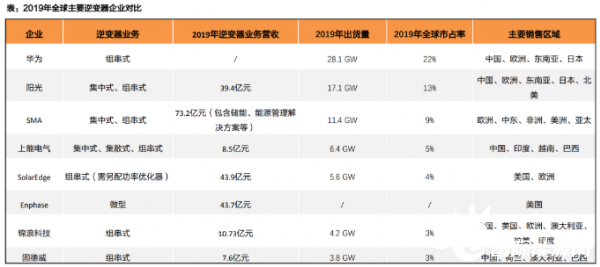 表：2019年全球主要逆变器企业对比
企业 逆变器业务 2019年逆变器业务营收 2019年出货量 2019年全球市占率 主要销售区域
华为 组串式 / 28.1 GW 22% 中国、欧洲、东南亚、日本
阳光 集中式、组串式 39.4亿元 17.1 GW 13% 中国、欧洲、东南亚、日本、北
美
SMA 集中式、组串式 73.2亿元（包含储能、能源管理
解决方案等） 11.4 GW 9% 欧洲、中东、非洲、美洲、亚太
上能电气 集中式、集散式、组串式 8.5亿元 6.4 GW 5% 中国、印度、越南、巴西
SolarEdge 组串式（需另配功率优化器） 43.9亿元 5.6 GW 4% 美国、欧洲
Enphase 微型 43.7亿元 / / 美国
锦浪科技 组串式 10.73亿元 4.2 GW 3% 中国、英国、欧洲、澳大利亚、
、印度
固德威 组串式 7.6亿元 3.8 GW 3% 中国、荷兰、澳大利亚、巴西